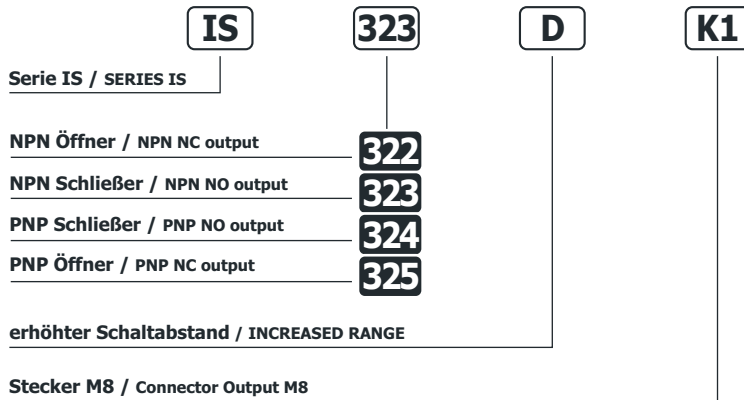 IS 323 D K1
Serie IS / SERIES IS
NPN Öffner / NPN NC output 322
NPN Schließer / NPN NO output 323
PNP Schließer / PNP NO output 324
PNP Öffner / PNP NC output 325
erhöhter Schaltabstand / INCREASED RANGE
Stecker M8 / Connector Output M8